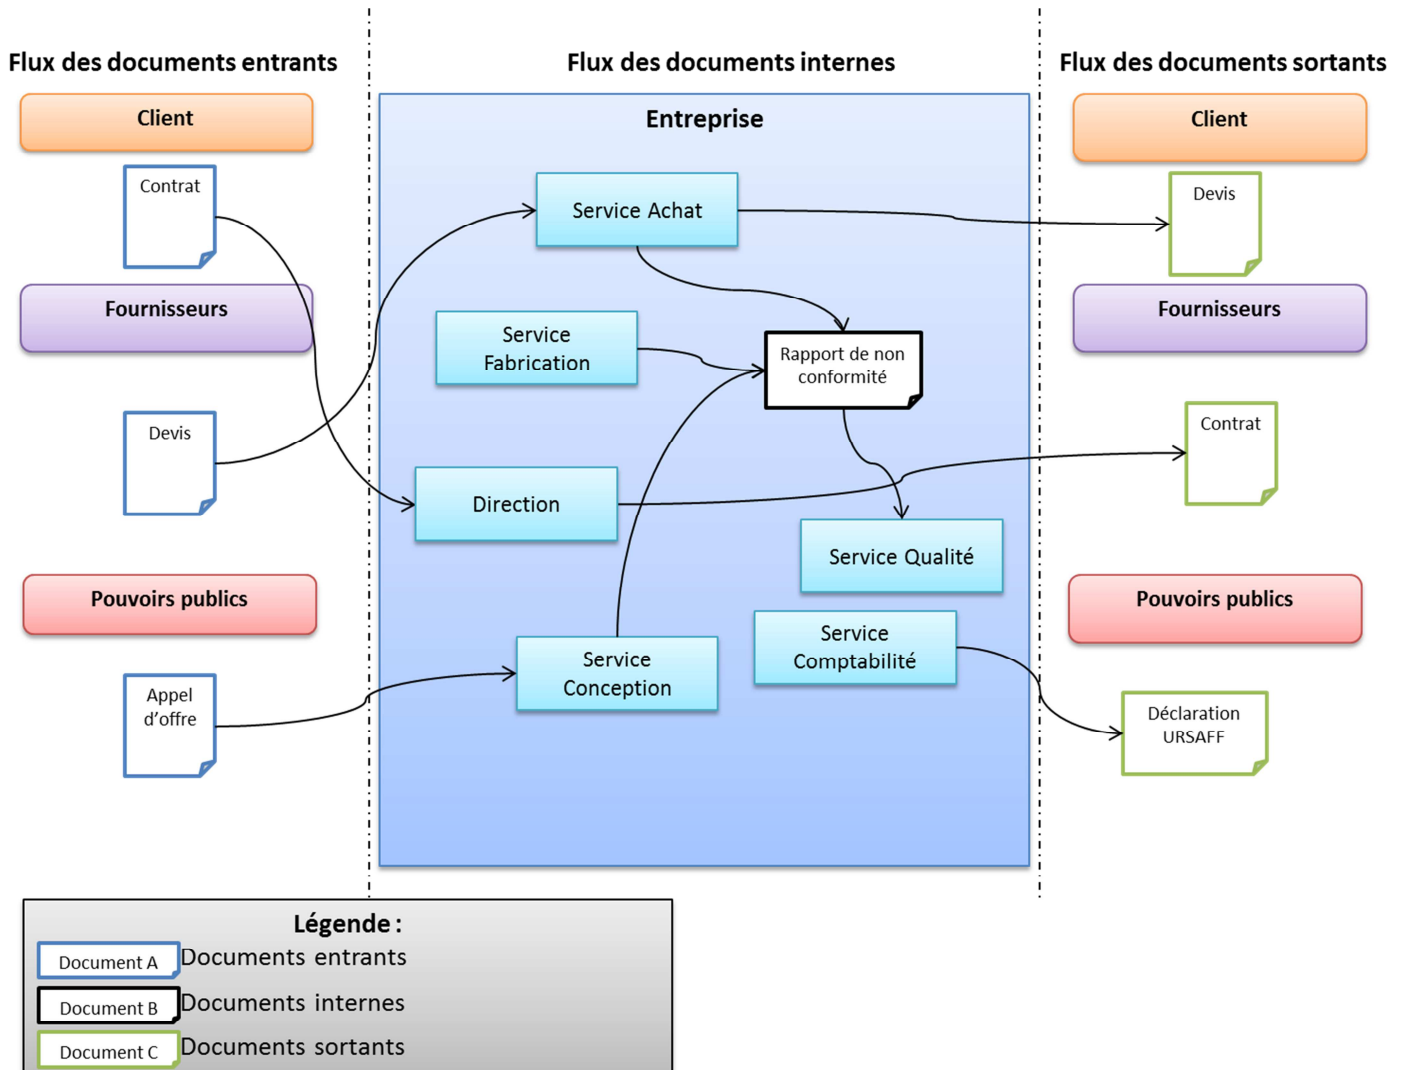 Flux des documents entrants
Flux des documents internes
Flux des documents sortants
Client
Contrat
Fournisseurs
Devis
Pouvoirs publics
Appel
d’offre
Entreprise
Service Achat
Service
Fabrication
Rapport de non
conformité
Direction
Service Qualité
Service
Comptabilité
Service
Conception
Client
Devis
Fournisseurs
Contrat
Pouvoirs publics
Déclaration
URSAFF
Légende :
Document A Documents entrants
Document B Documents internes
Document C Documents sortants